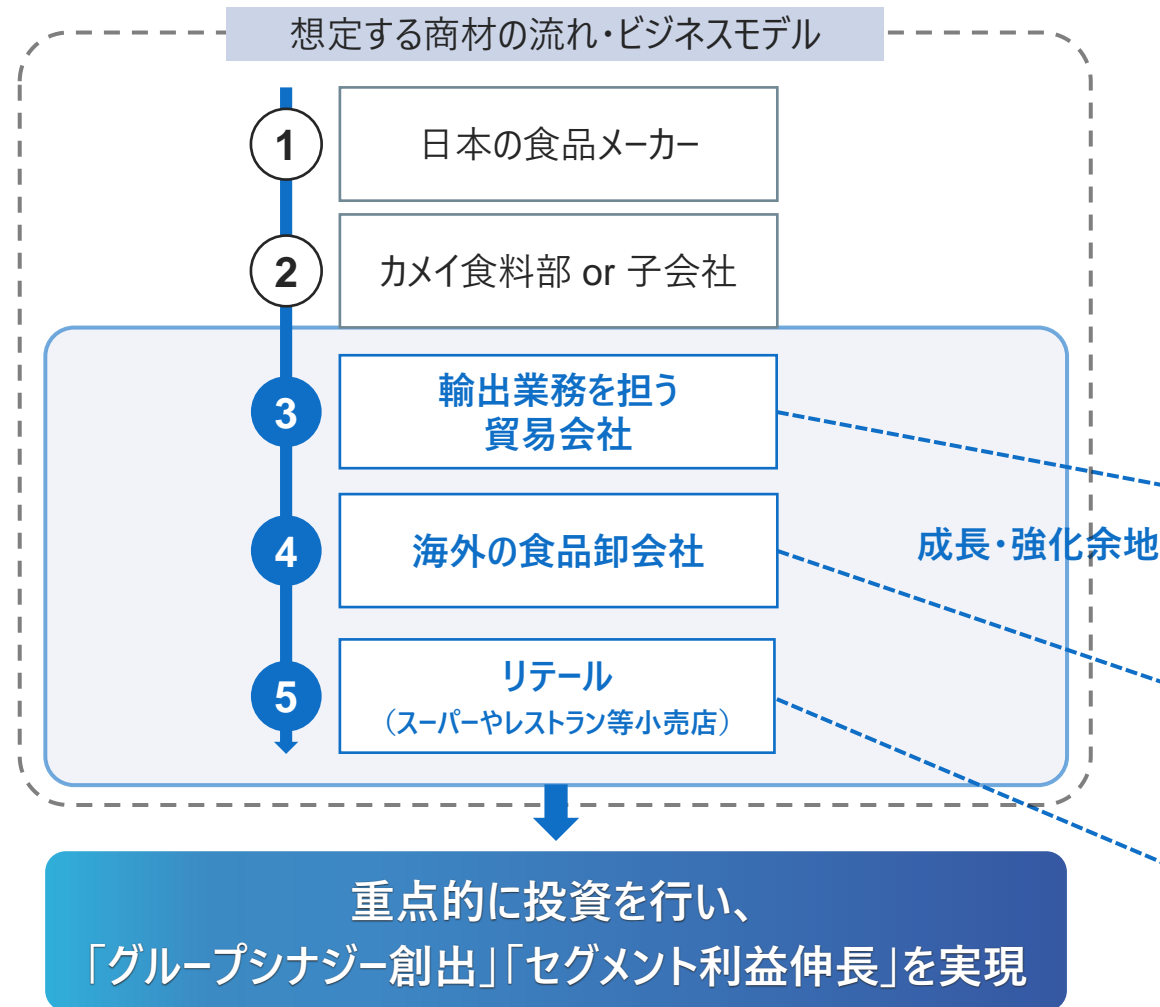 想定する商材の流れ・ビジネスモデル
1
日本の食品メーカー
2
カメイ食料部 or 子会社
3
輸出業務を担う
貿易会社
4
海外の食品卸会社
成長・強化余地
5
リテール
（スーパーやレストラン等小売店）
重点的に投資を行い、
「グループシナジー創出」「セグメント利益伸長」を実現